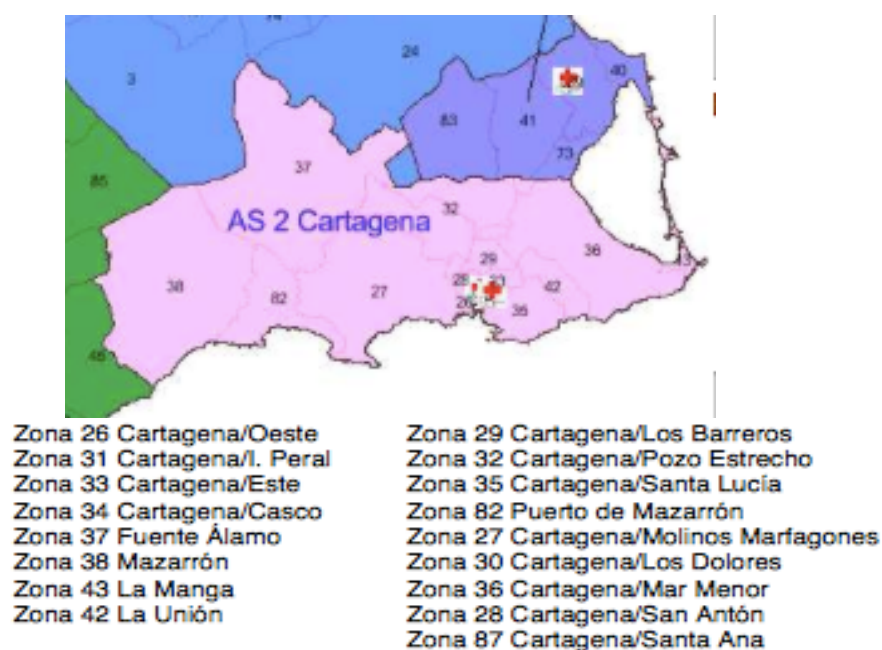 3
24
40
83
41
73
85
37
32
AS 2 Cartagena
36
29
43
28
38
82
27
42
26
35
48
Zona 26 Cartagena/Oeste
Zona 31 Cartagena/I. Peral
Zona 33 Cartagena/Este
Zona 34 Cartagena/Casco
Zona 37 Fuente Álamo
Zona 38 Mazarrón
Zona 43 La Manga
Zona 42 La Unión
Zona 29 Cartagena/Los Barreros
Zona 32 Cartagena/Pozo Estrecho
Zona 35 Cartagena/Santa Lucía
Zona 82 Puerto de Mazarrón
Zona 27 Cartagena/Molinos Marfagones
Zona 30 Cartagena/Los Dolores
Zona 36 Cartagena/Mar Menor
Zona 28 Cartagena/San Antón
Zona 87 Cartagena/Santa Ana